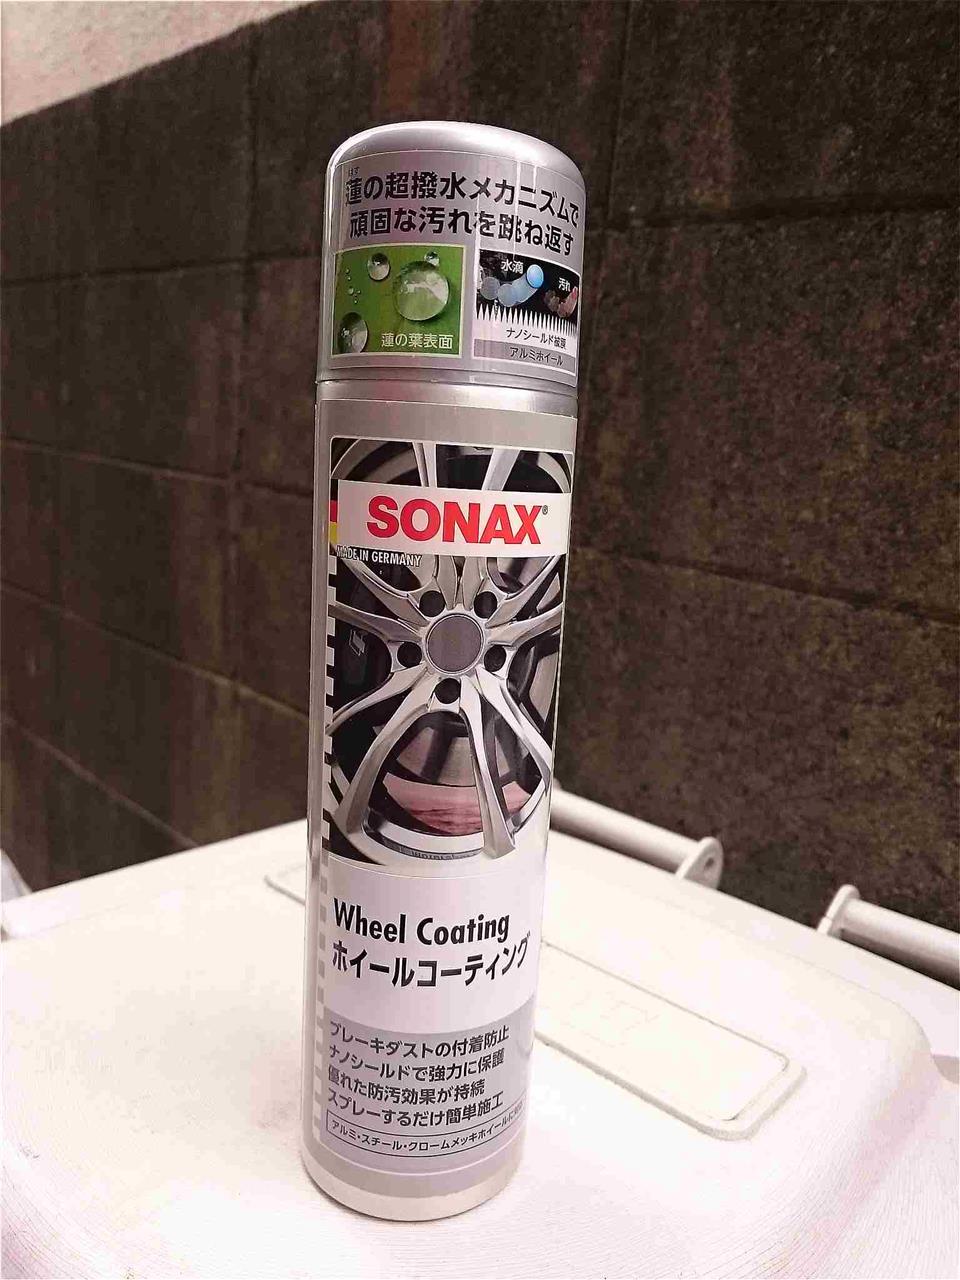 はす
蓮の超撥水メカニズムで
頑固な汚れを跳ね返す
水滴
汚れ
蓮の葉表面
ナノシールド被膜
アルミホイール
SONAX®
MADE IN GERMANY
Wheel Coating
ホイールコーティング
ブレーキダストの付着防止
ナノシールドで強力に保護
優れた防汚効果が持続
スプレーするだけ簡単施工
アルミ・スチール・クロームメッキホイールに